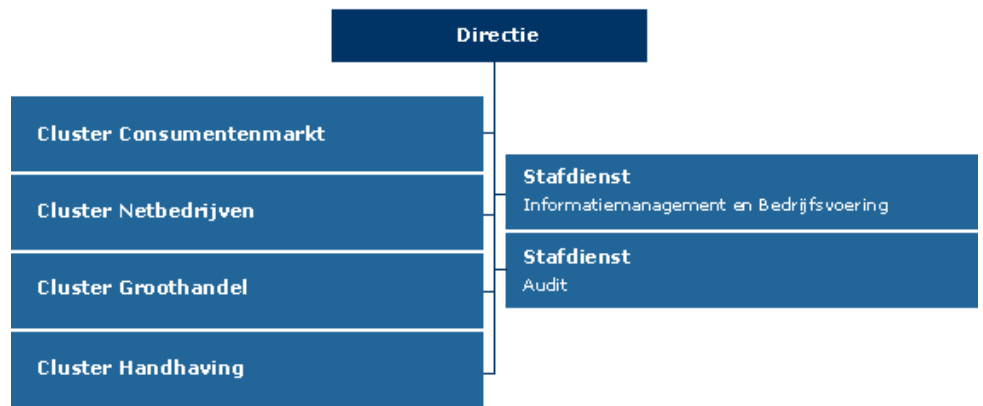 Directie
Cluster Consumentenmarkt
Cluster Netbedrijven
Cluster Groothandel
Cluster Handhaving
Stafdienst
Informatiemanagement en Bedrijfsvoering
Stafdienst
Audit